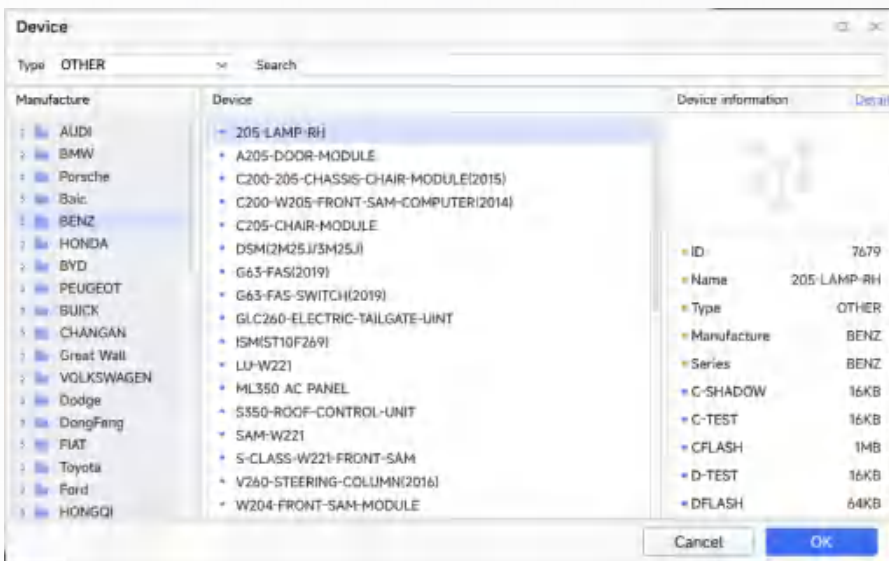 Device
Type OTHER Search
Manufacture
AUDI
BMW
Porsche
Baic
BENZ
HONDA
BYD
PEUGEOT
BUICK
CHANGAN
Great Wall
VOLKSWAGEN
Dodge
DongFeng
FIAT
Toyota
Ford
HONGQI
Device
205-LAMP-RH
A205-DOOR-MODULE
C200-205-CHASSIS-CHAIR-MODULE(2015)
C200-W205-FRONT-SAM-COMPUTER(2014)
C205-CHAIR-MODULE
DSM(2M25J/3M25J)
G63-FAS(2019)
G63-FAS-SWITCH(2019)
GLC260-ELECTRIC-TAILGATE-UINT
ISM(ST10F269)
LU-W221
ML350 AC PANEL
S350-ROOF-CONTROL-UNIT
SAM-W221
S-CLASS-W221-FRONT-SAM
V260-STEERING-COLUMN(2016)
W204-FRONT-SAM-MODULE
Device information Detail
ID 7679
Name 205-LAMP-RH
Type OTHER
Manufacture BENZ
Series BENZ
C-SHADOW 16KB
C-TEST 16KB
CFLASH 1MB
D-TEST 16KB
DFLASH 64KB
Cancel OK